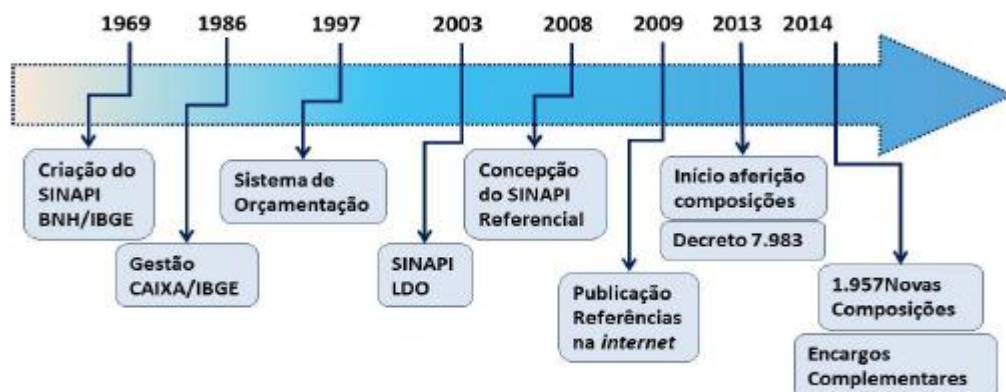 1969 1986 1997 2003 2008 2009 2013 2014
Criação do
SINAPI
BNH/IBGE
Gestão
CAIXA/IBGE
Sistema de
Orçamentação
SINAPI
LDO
Concepção
do SINAPI
Referencial
Publicação
Referências
na internet
Início aferição
composições
Decreto 7.983
1.957Novas
Composições
Encargos
Complementares